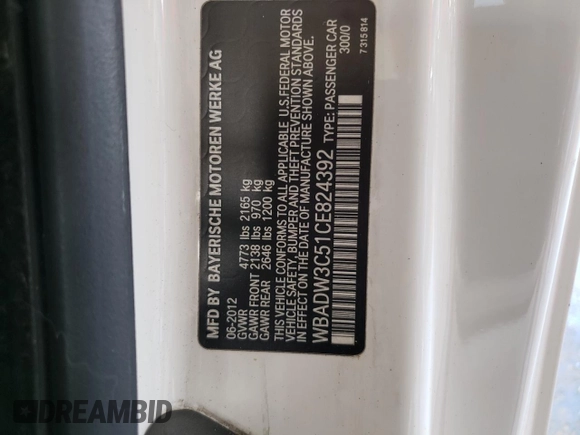 MFD BY BAYERISCHE MOTOREN WERKE AG
06-2012
GVWR 4773 lbs 2165 kg
GAWR FRONT 2138 lbs 970 kg
GAWR REAR 2646 lbs 1200 kg
THIS VEHICLE CONFORMS TO ALL APPLICABLE U.S.FEDERAL MOTOR
VEHICLE SAFETY, BUMPER AND THEFT PREVENTION STANDARDS
IN EFFECT ON THE DATE OF MANUFACTURE SHOWN ABOVE.
WBADW3C51CE824392 TYPE: PASSENGER CAR
300/0
7315814
DREAMBID